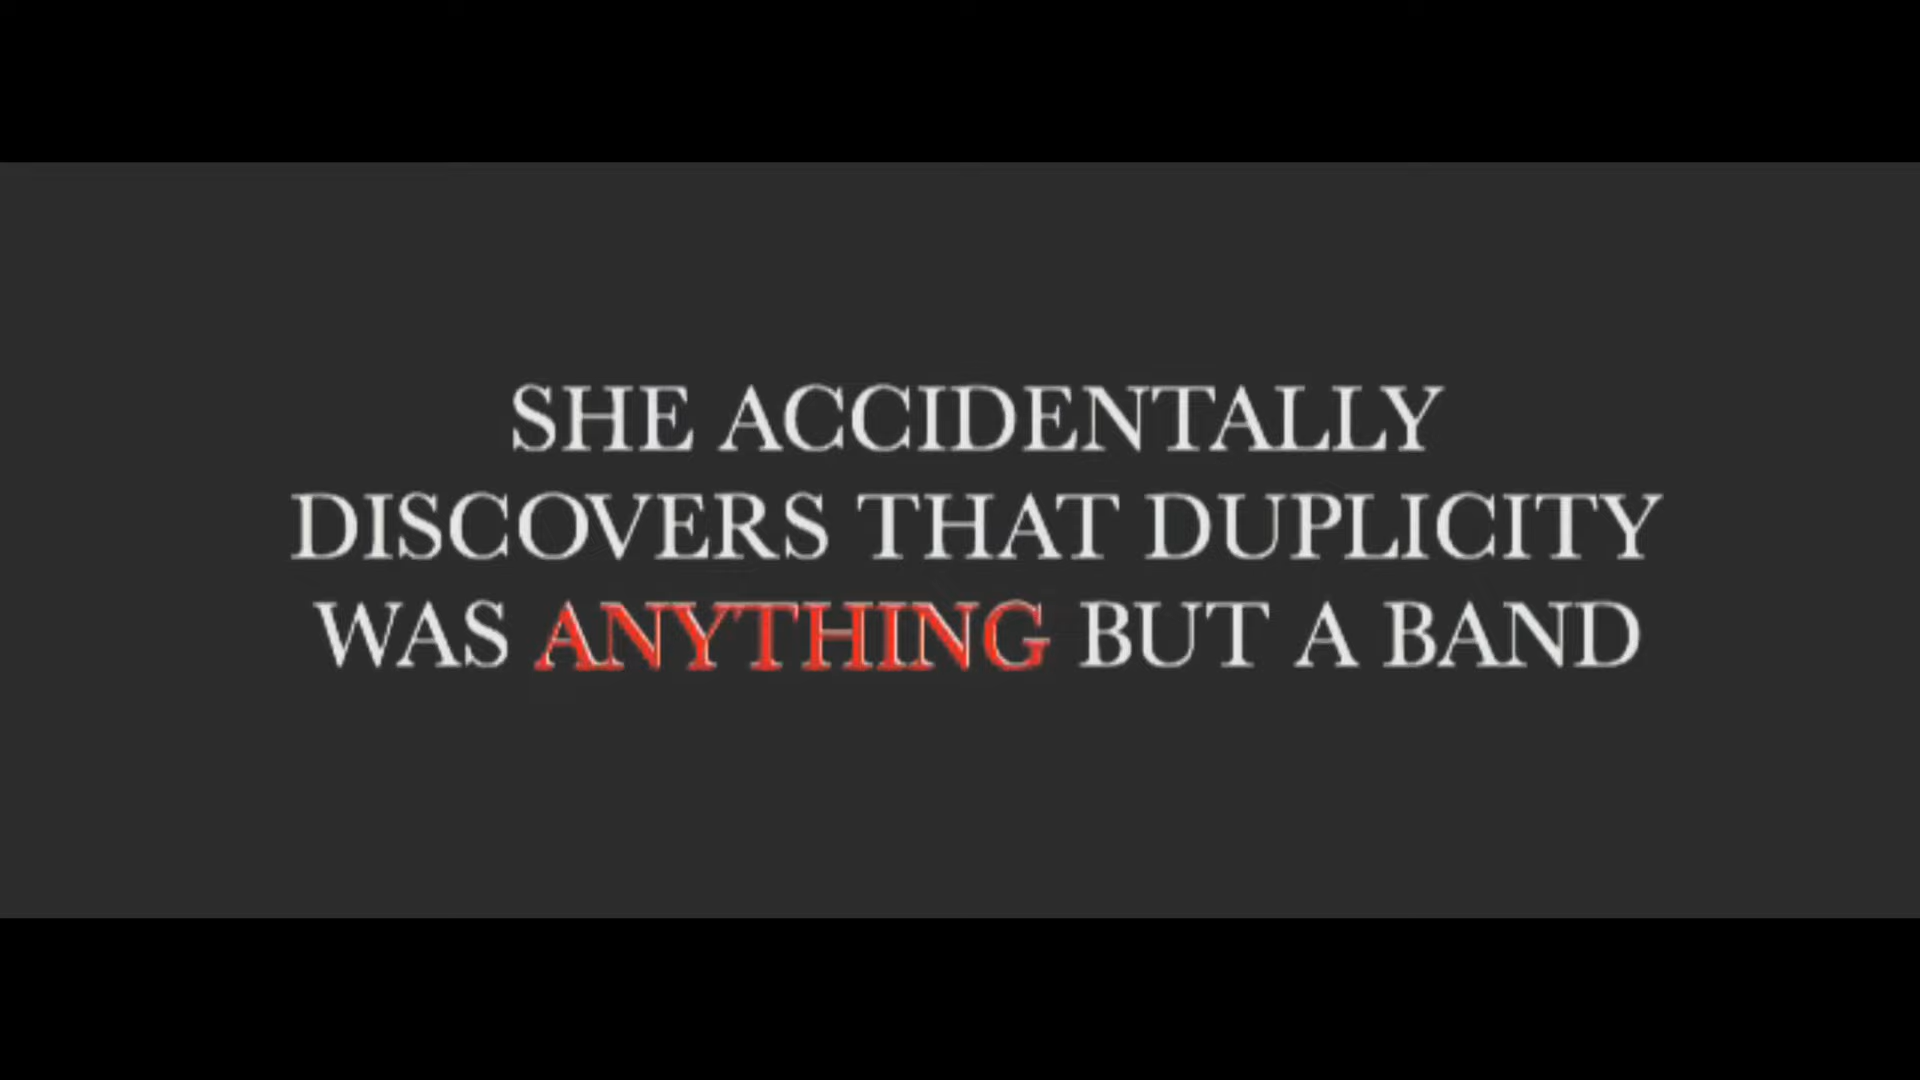 SHE ACCIDENTALLY
DISCOVERS THAT DUPLICITY
WAS ANYTHING BUT A BAND